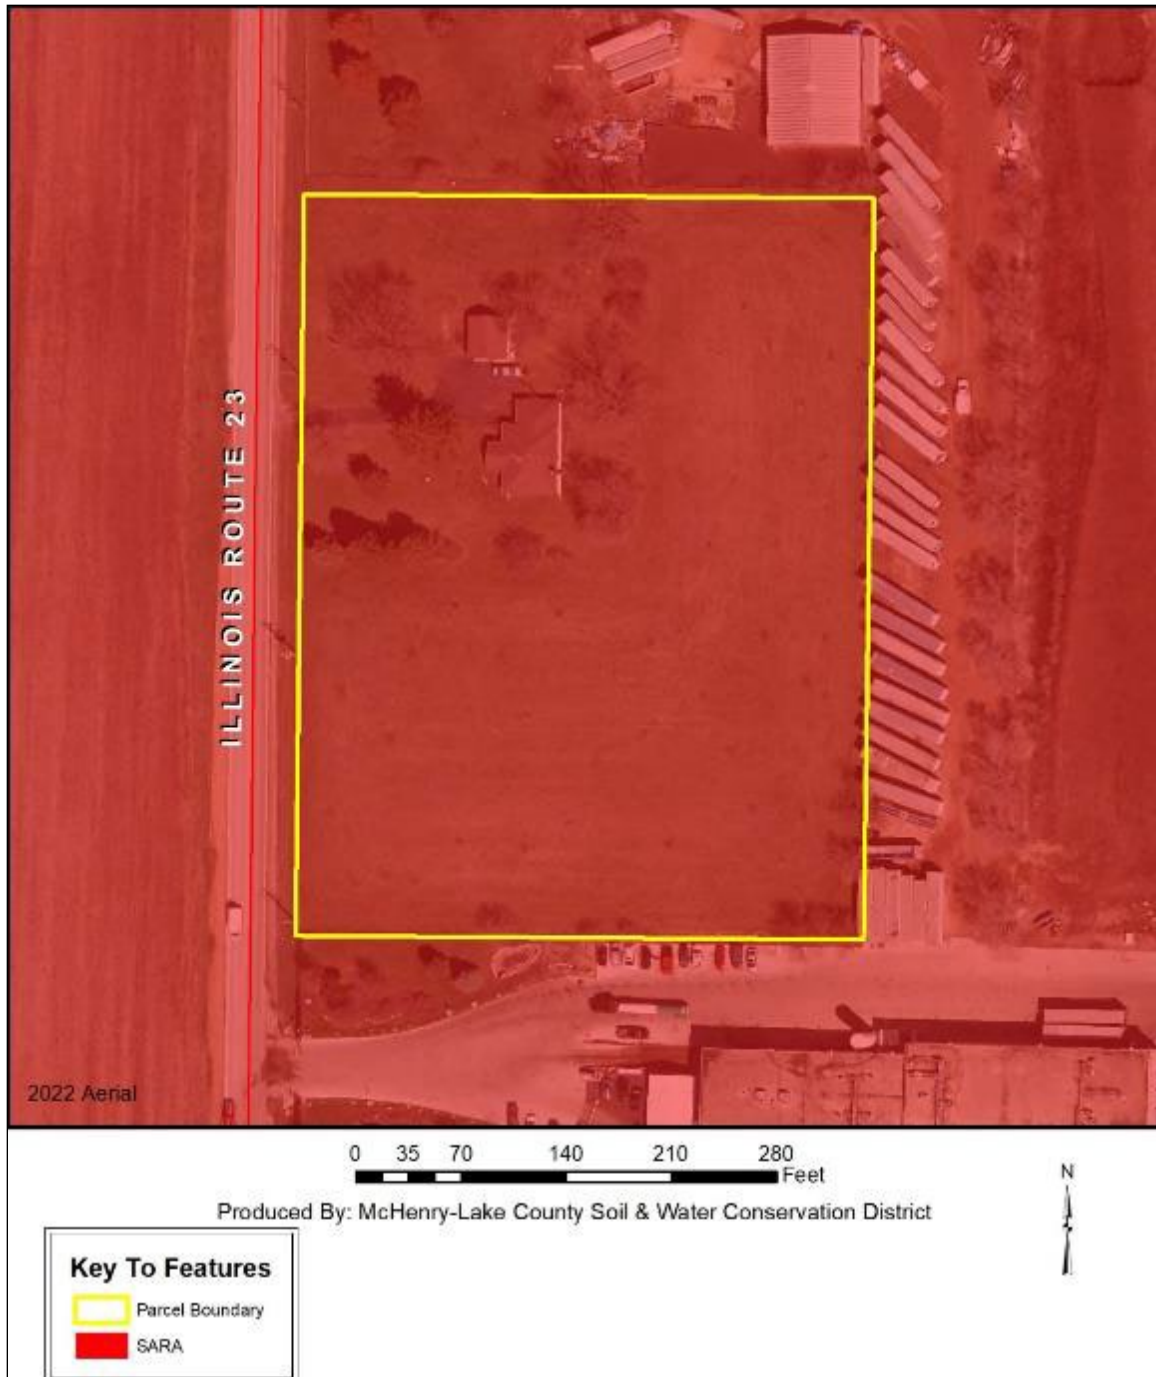 ILLINOIS ROUTE 23
2022 Aerial
0 35 70 140 210 280
Feet
N
Produced By: McHenry-Lake County Soil & Water Conservation District
Key To Features
Parcel Boundary
SARA